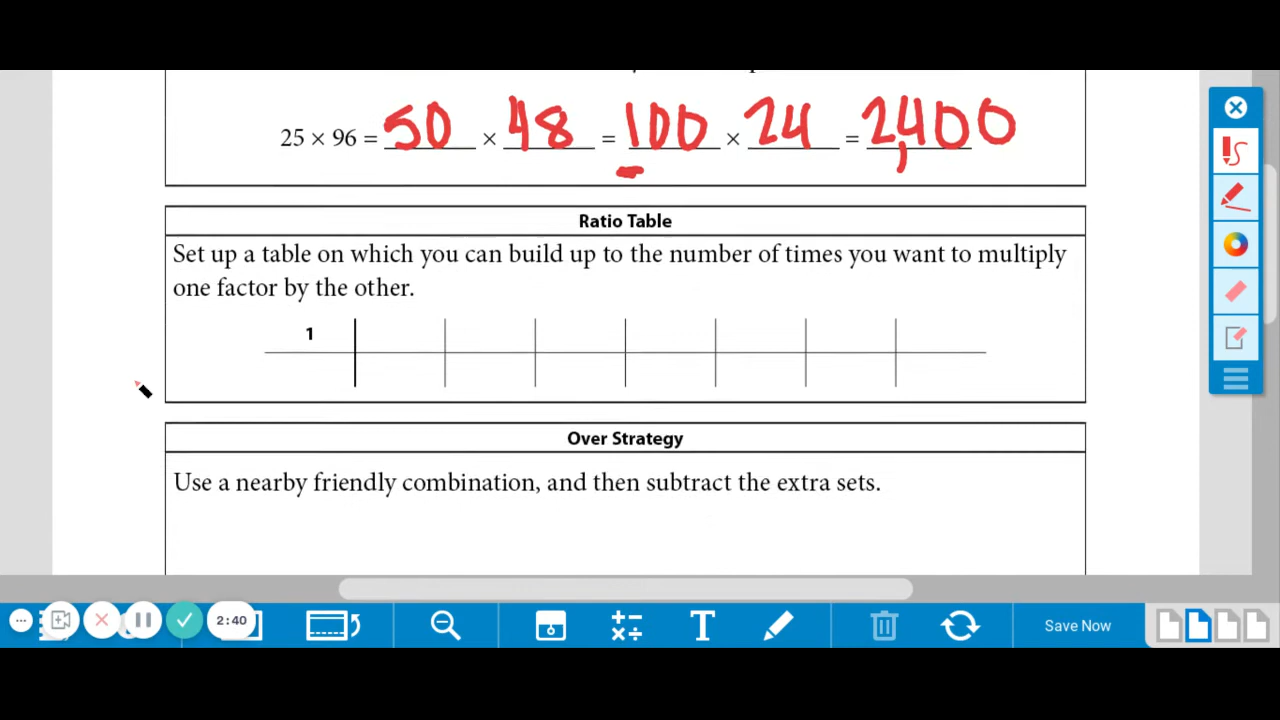 25 × 96 = 50 × 48 = 100 × 24 = 2,400
Ratio Table
Set up a table on which you can build up to the number of times you want to multiply
one factor by the other.
1
Over Strategy
Use a nearby friendly combination, and then subtract the extra sets.
2:40
T
Save Now